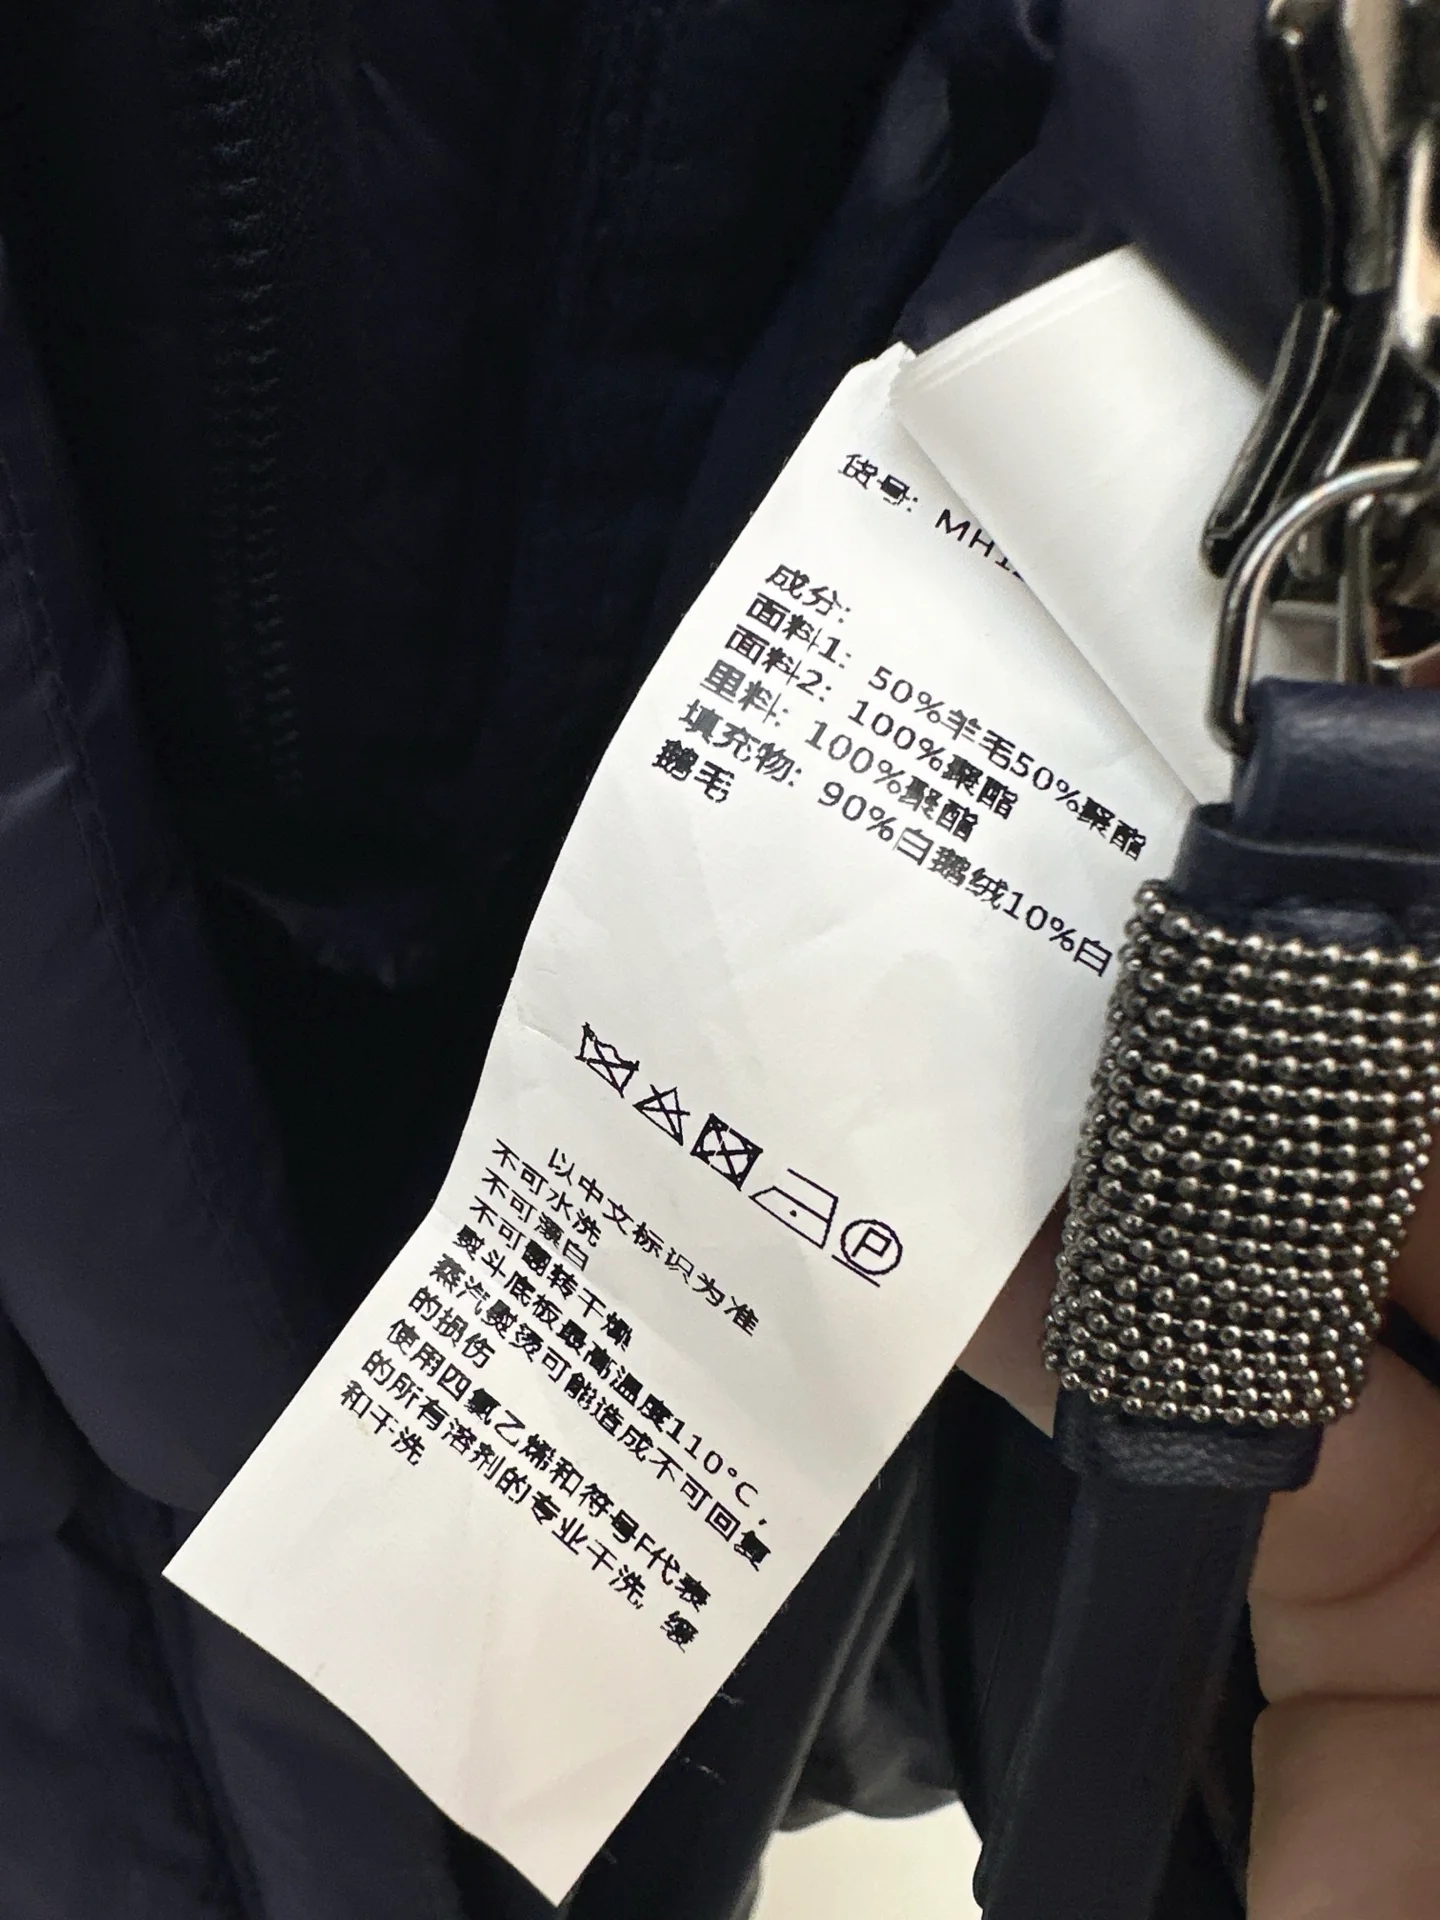 货号: MH1
成分:
面料1: 50%羊毛50%聚酯
面料2: 100%聚酯
里料: 100%聚酯
填充物: 90%白鹅绒10%白
鹅毛;
P
以中文标识为准
不可水洗
不可漂白
不可翻转干燥
熨斗底板最高温度110°C,
蒸汽熨烫可能造成不可回复
的损伤
使用四氯乙烯和符号F代表
的所有溶剂的专业干洗, 缓
和干洗